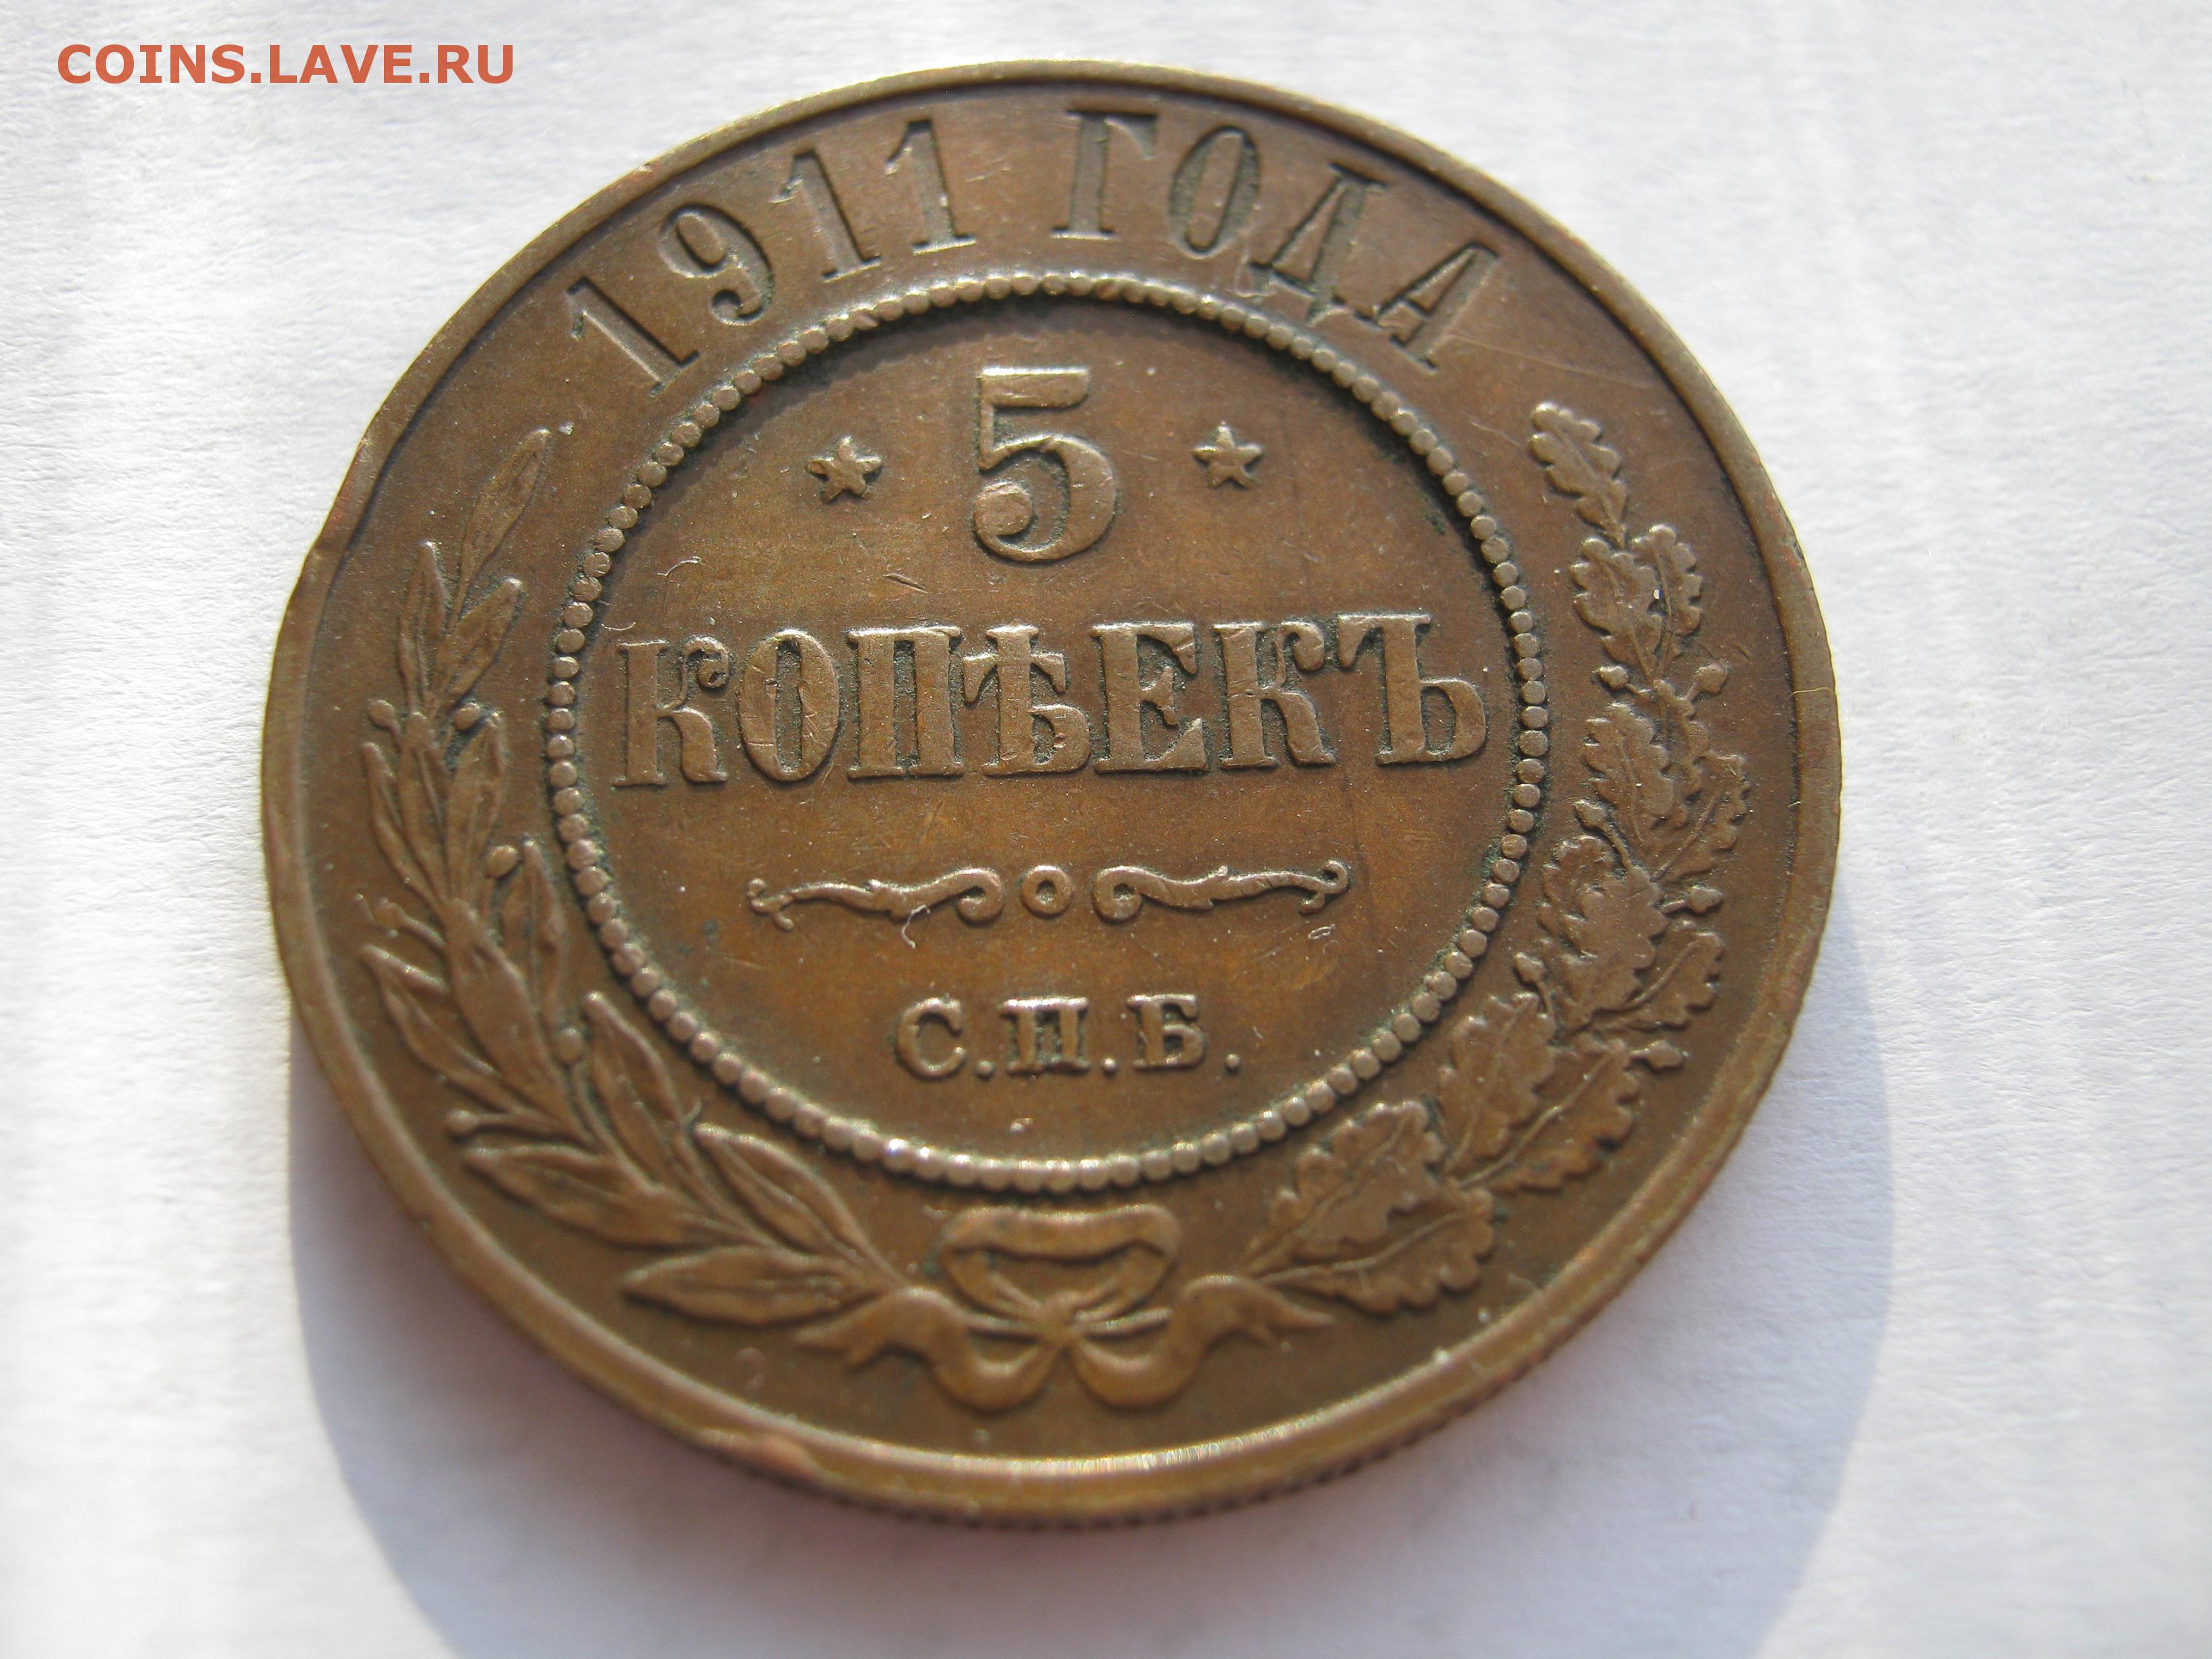 COINS.LAVE.RU
1911 ГОДА
5
КОПѢЕКЪ
С.П.Б.